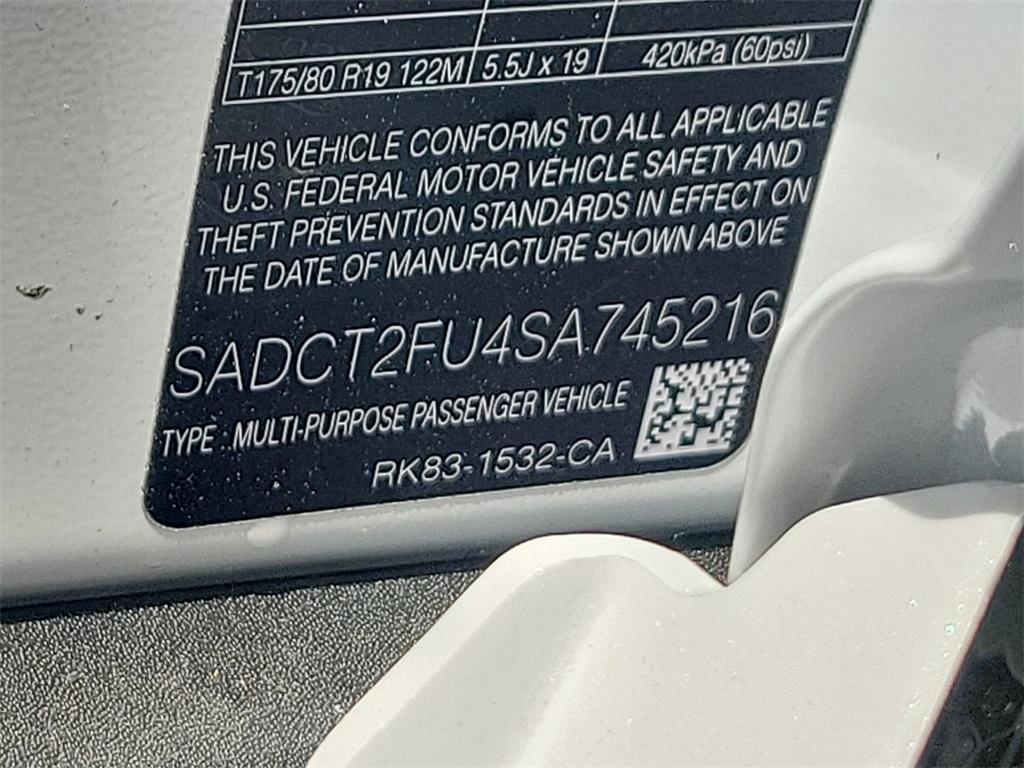 T175/80 R19 122M 5.5J x 19 420kPa (60psi)
THIS VEHICLE CONFORMS TO ALL APPLICABLE
U.S. FEDERAL MOTOR VEHICLE SAFETY AND
THEFT PREVENTION STANDARDS IN EFFECT ON
THE DATE OF MANUFACTURE SHOWN ABOVE
SADCT2FU4SA745216
TYPE : MULTI-PURPOSE PASSENGER VEHICLE
RK83-1532-CA